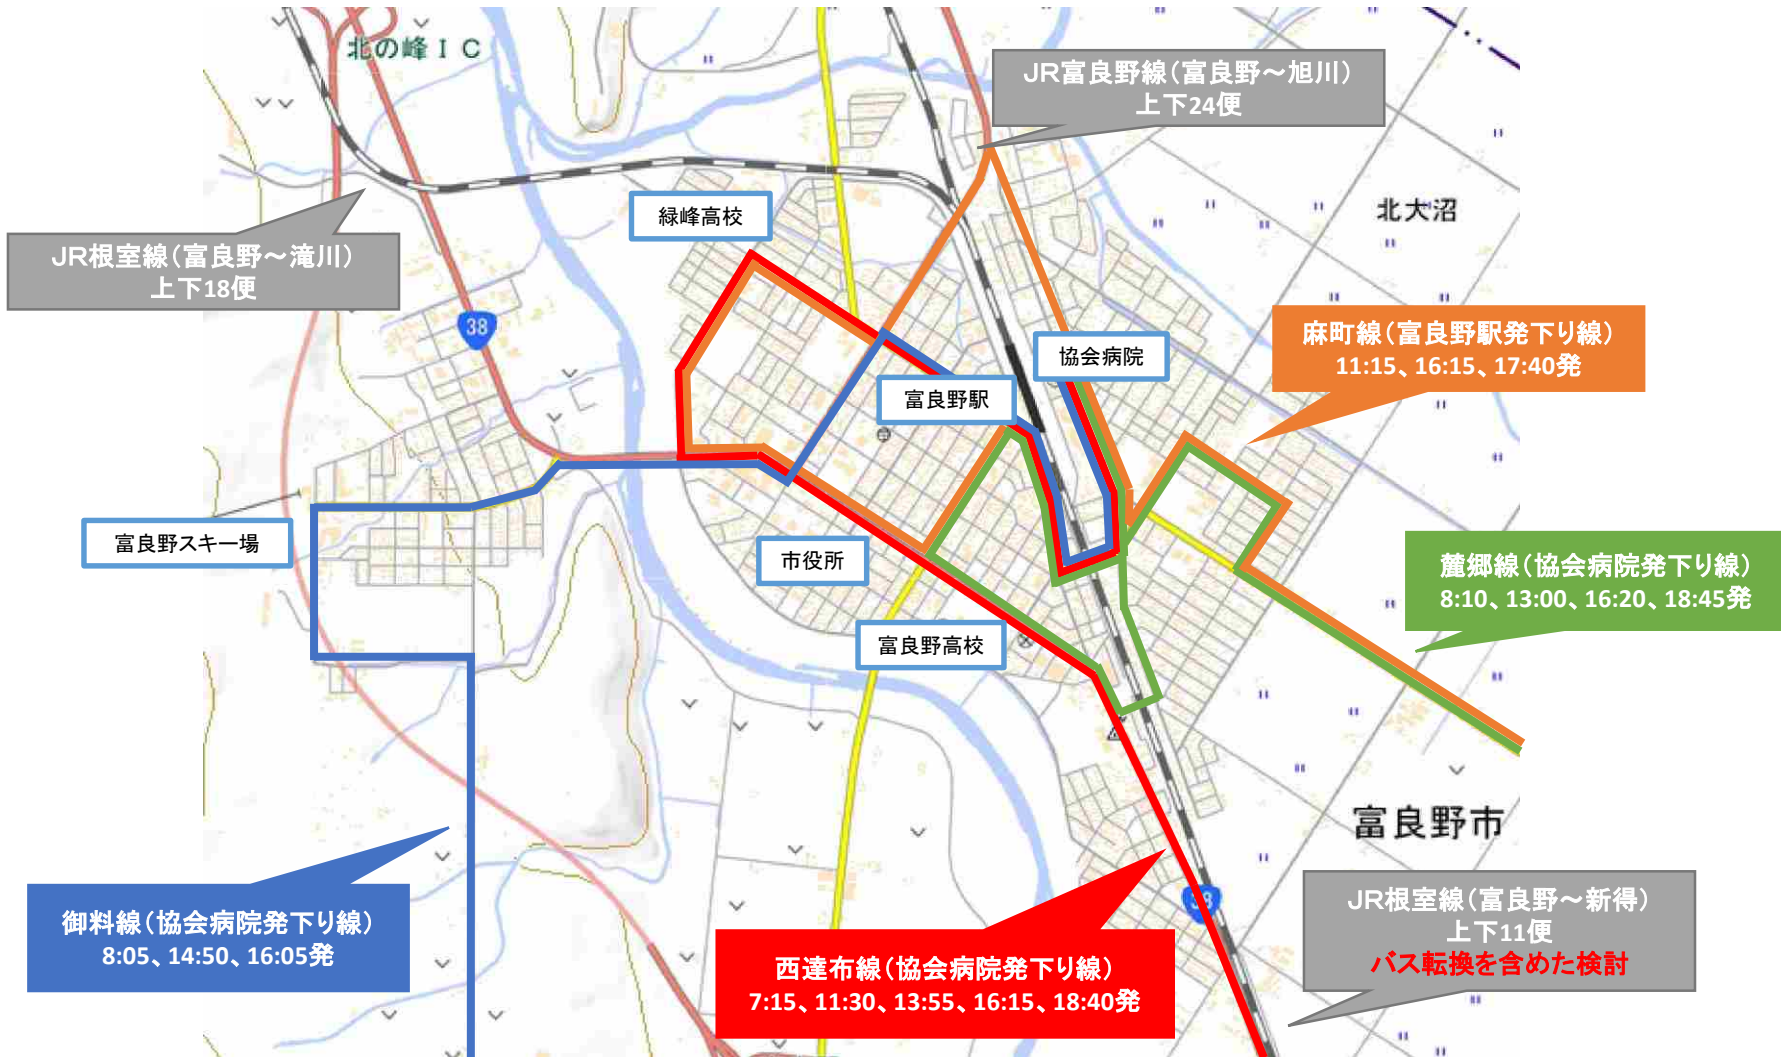 北の峰IC
JR富良野線（富良野～旭川）
上下24便
緑峰高校
北大沼
JR根室線（富良野～滝川）
上下18便
38
協会病院
麻町線（富良野駅発下り線）
11:15、16:15、17:40発
富良野駅
富良野スキー場
市役所
麓郷線（協会病院発下り線）
8:10、13:00、16:20、18:45発
富良野高校
富良野市
38
御料線（協会病院発下り線）
8:05、14:50、16:05発
西達布線（協会病院発下り線）
7:15、11:30、13:55、16:15、18:40発
JR根室線（富良野～新得）
上下11便
バス転換を含めた検討